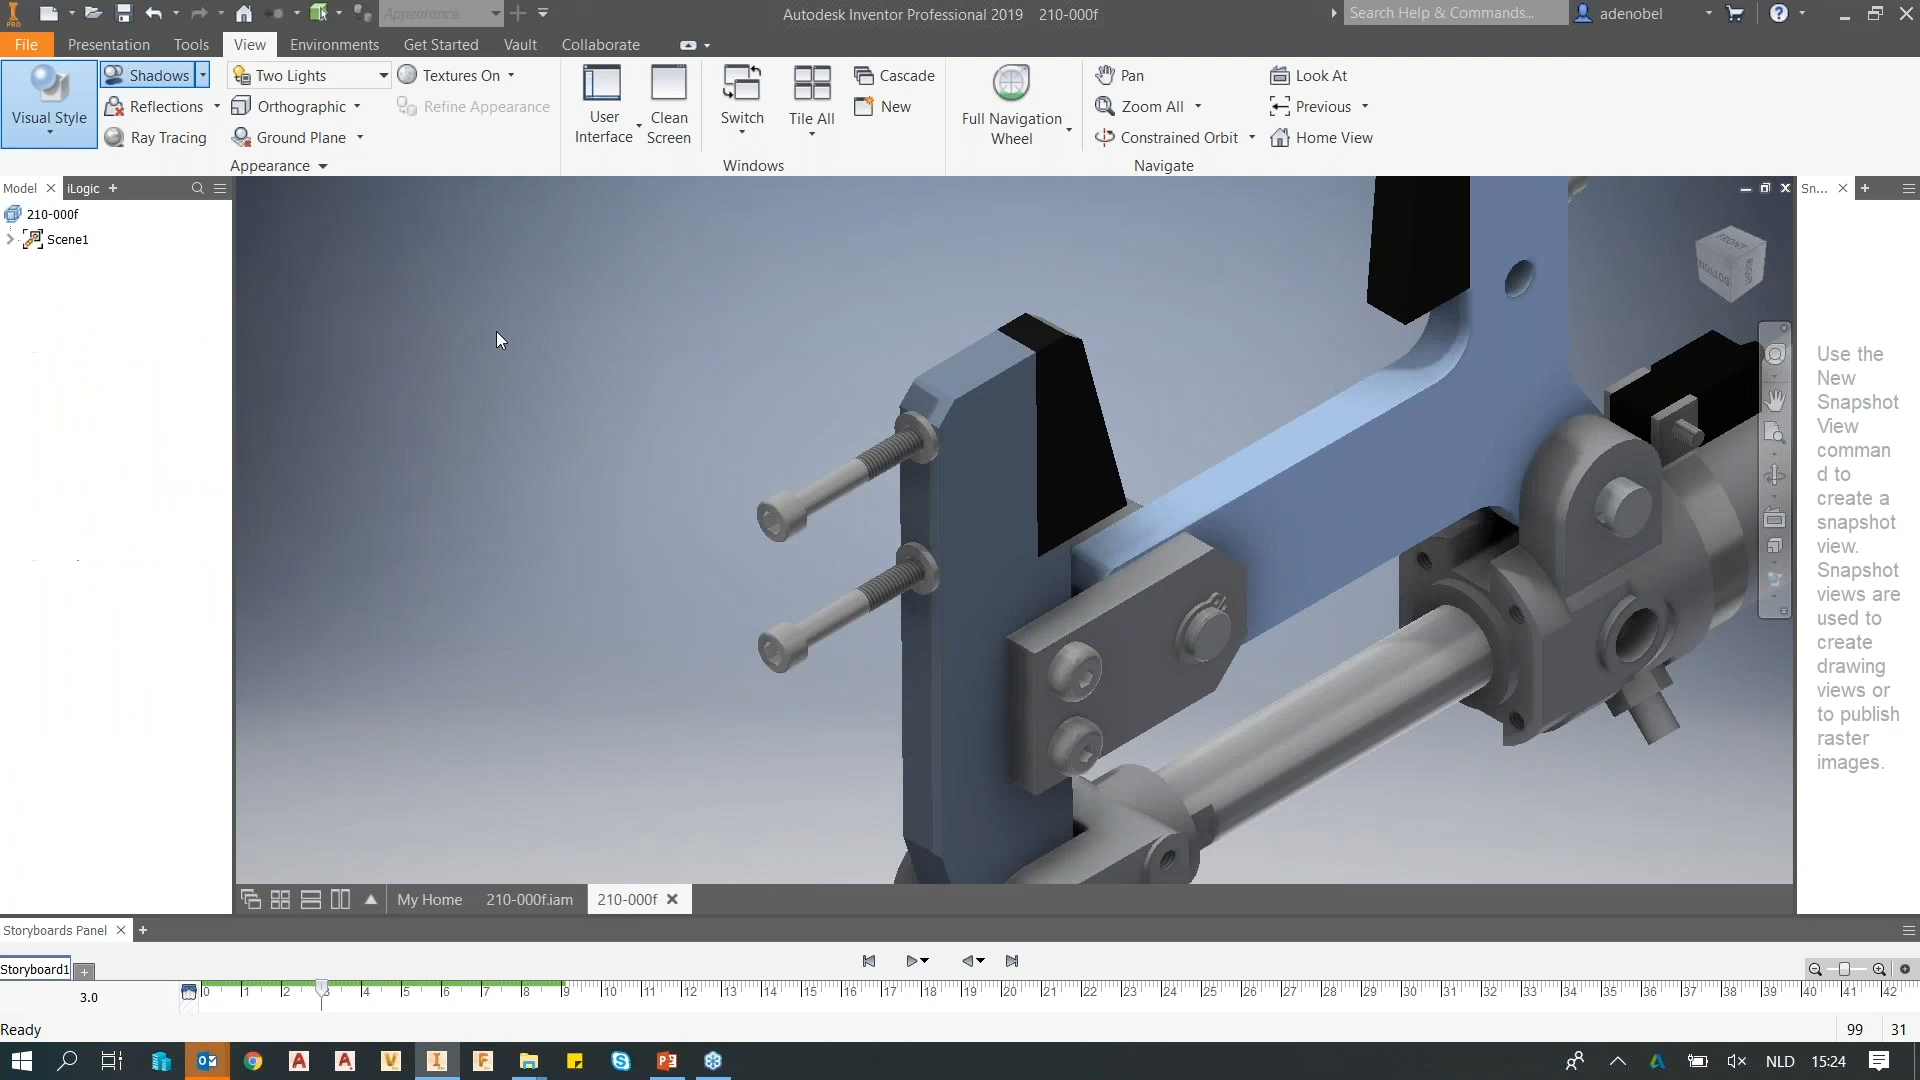 Appearance
Autodesk Inventor Professional 2019 210-000f
Search Help & Commands...
adenobel
File Presentation Tools View Environments Get Started Vault Collaborate
Visual Style
Shadows
Reflections
Ray Tracing
Two Lights
Orthographic
Ground Plane
Textures On
Refine Appearance
Appearance
User
Interface
Clean
Screen
Switch
Tile All
Cascade
New
Windows
Full Navigation
Wheel
Pan
Zoom All
Constrained Orbit
Look At
Previous
Home View
Navigate
Model
iLogic
210-000f
Scene1
FRONT
BOTTOM
RIGHT
Sn...
Use the
New
Snapshot
View
comman
d to
create a
snapshot
view.
Snapshot
views are
used to
create
drawing
views or
to publish
raster
images.
My Home 210-000f.iam 210-000f
Storyboards Panel
Storyboard1
3.0
0 1 2 3 4 5 6 7 8 9 10 11 12 13 14 15 16 17 18 19 20 21 22 23 24 25 26 27 28 29 30 31 32 33 34 35 36 37 38 39 40 41 42
Ready
99 31
NLD 15:24